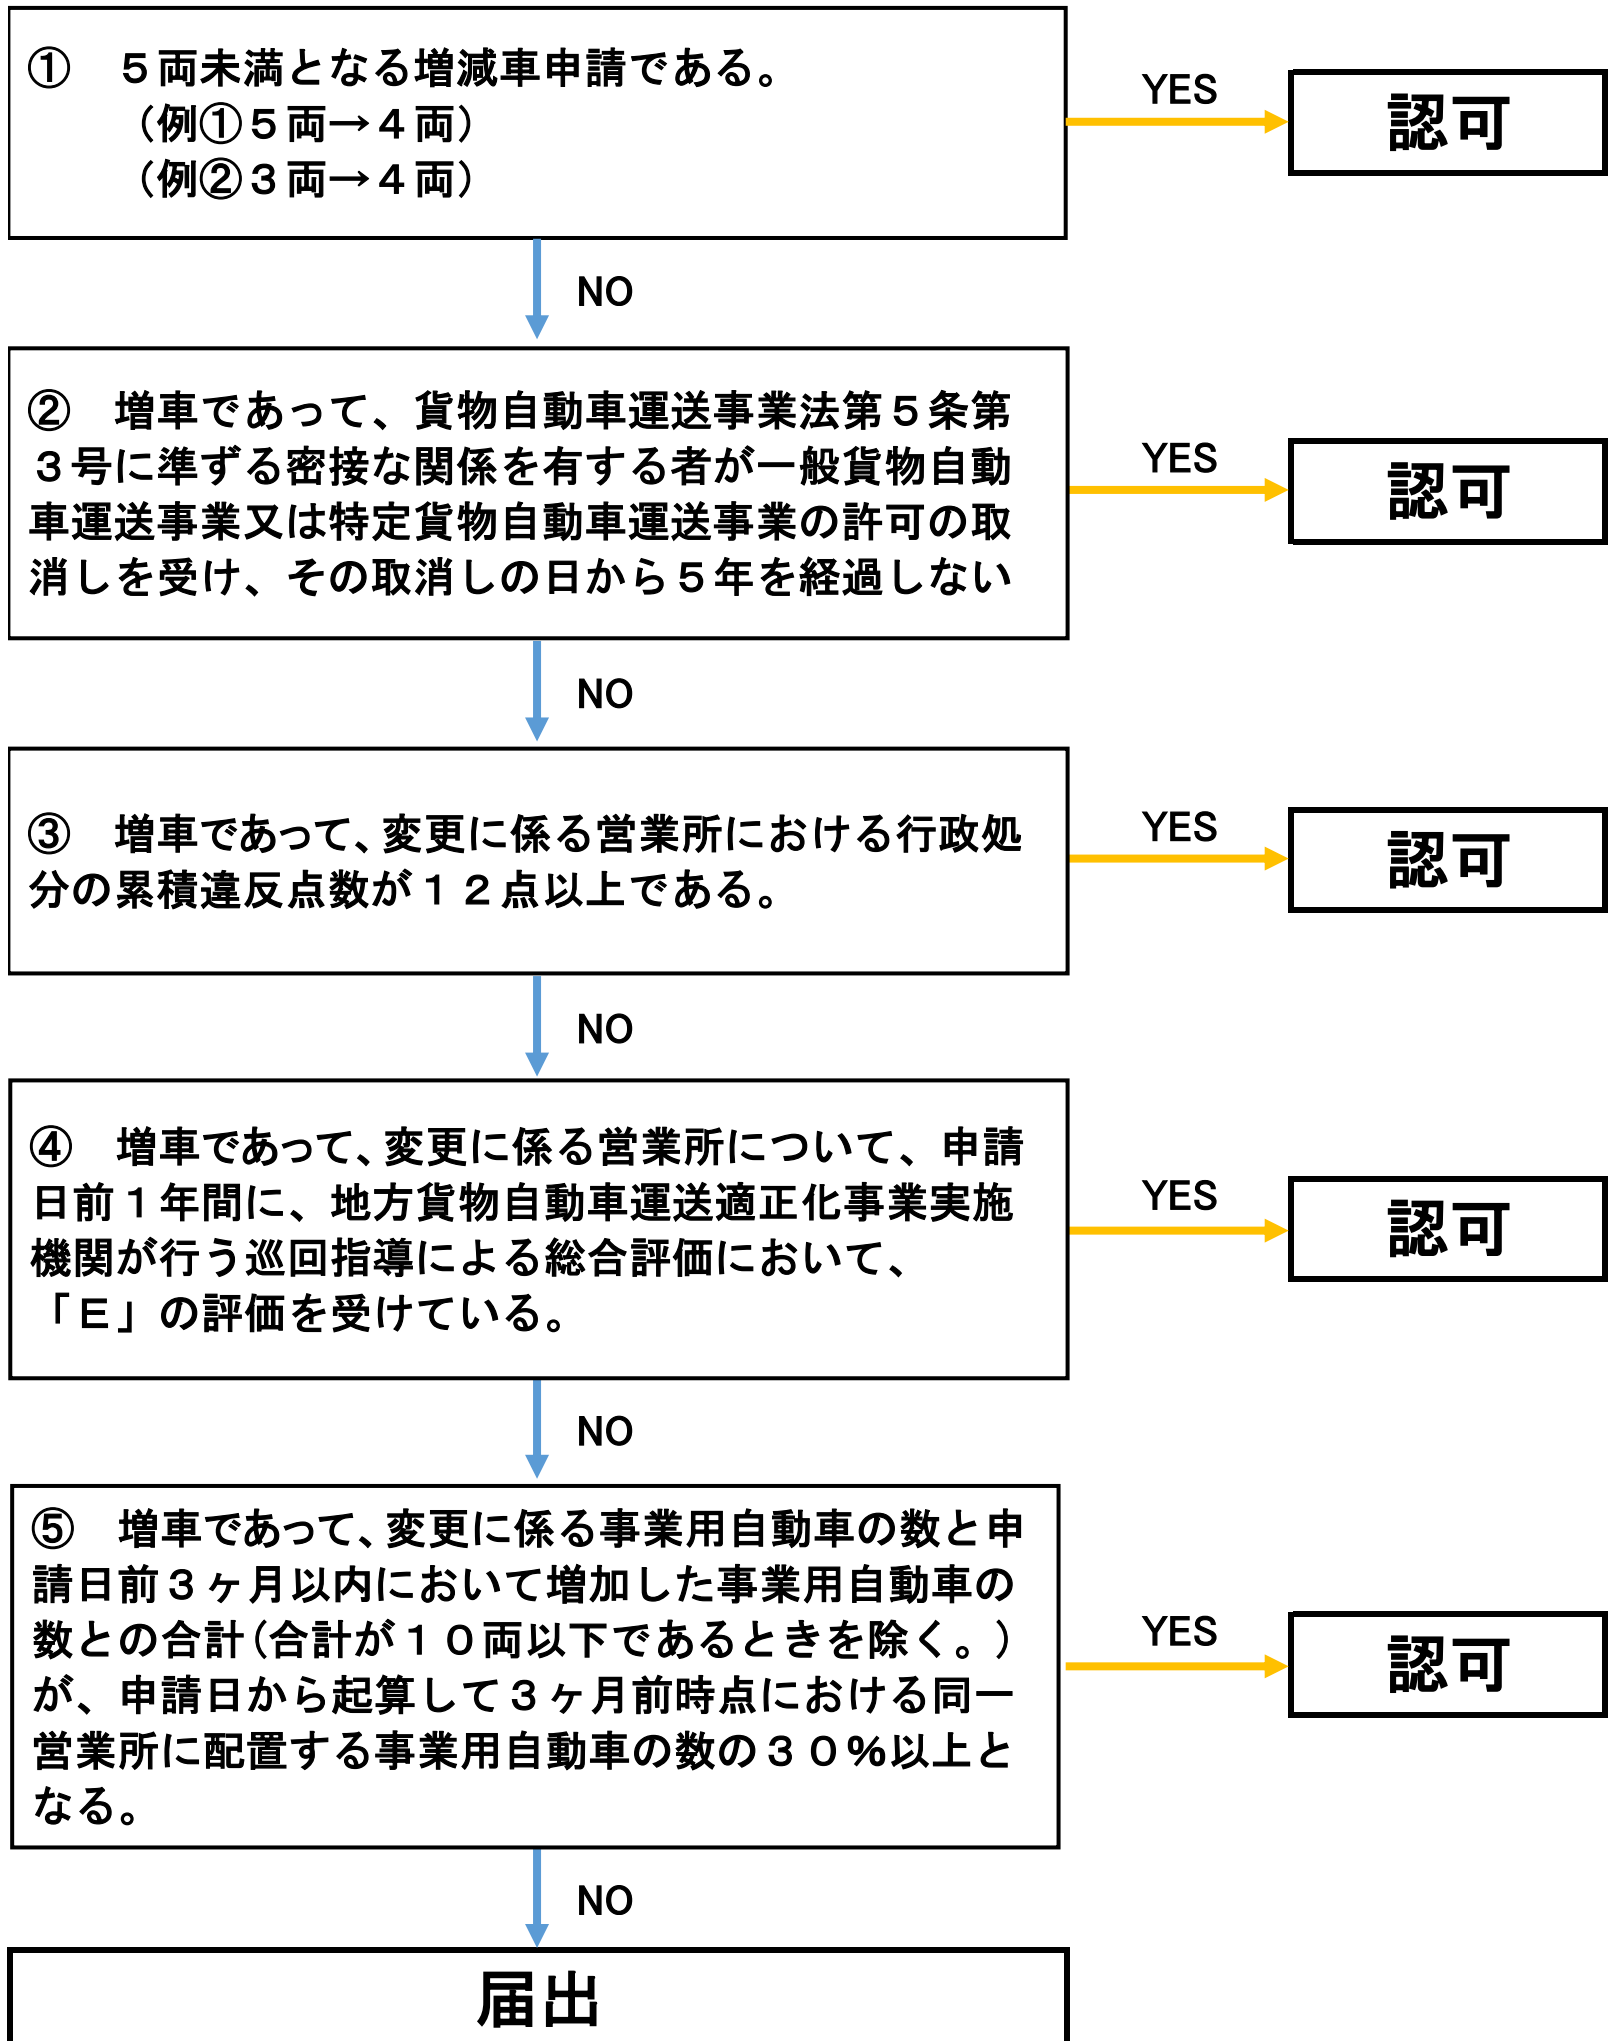 ①　５両未満となる増減車申請である。
（例①５両→４両）
（例②３両→４両）
YES
認可
NO
②　増車であって、貨物自動車運送事業法第５条第
３号に準ずる密接な関係を有する者が一般貨物自動
車運送事業又は特定貨物自動車運送事業の許可の取
消しを受け、その取消しの日から５年を経過しない
YES
認可
NO
③　増車であって、変更に係る営業所における行政処
分の累積違反点数が１２点以上である。
YES
認可
NO
④　増車であって、変更に係る営業所について、申請
日前１年間に、地方貨物自動車運送適正化事業実施
機関が行う巡回指導による総合評価において、
「Ｅ」の評価を受けている。
YES
認可
NO
⑤　増車であって、変更に係る事業用自動車の数と申
請日前３ヶ月以内において増加した事業用自動車の
数との合計（合計が１０両以下であるときを除く。）
が、申請日から起算して３ヶ月前時点における同一
営業所に配置する事業用自動車の数の３０％以上と
なる。
YES
認可
NO
届出